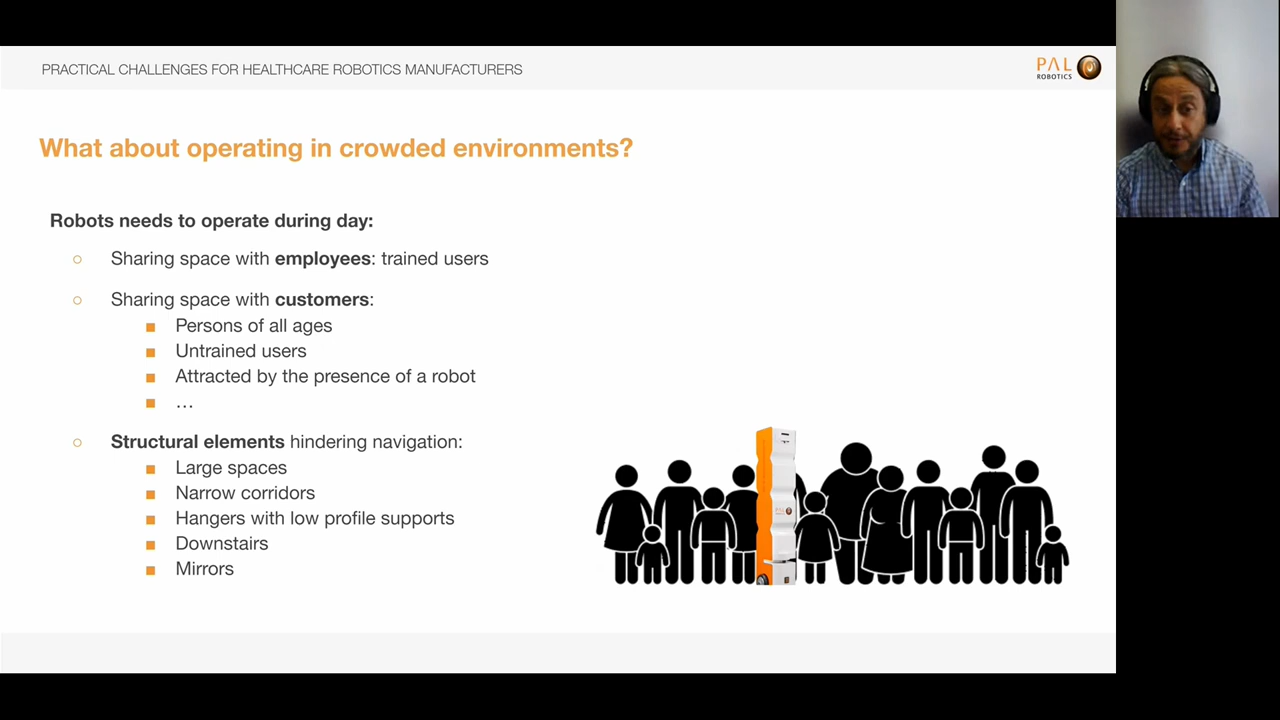 PRACTICAL CHALLENGES FOR HEALTHCARE ROBOTICS MANUFACTURERS
PAL
ROBOTICS
What about operating in crowded environments?
Robots needs to operate during day:
Sharing space with employees: trained users
Sharing space with customers:
Persons of all ages
Untrained users
Attracted by the presence of a robot
…
Structural elements hindering navigation:
Large spaces
Narrow corridors
Hangers with low profile supports
Downstairs
Mirrors
PAL